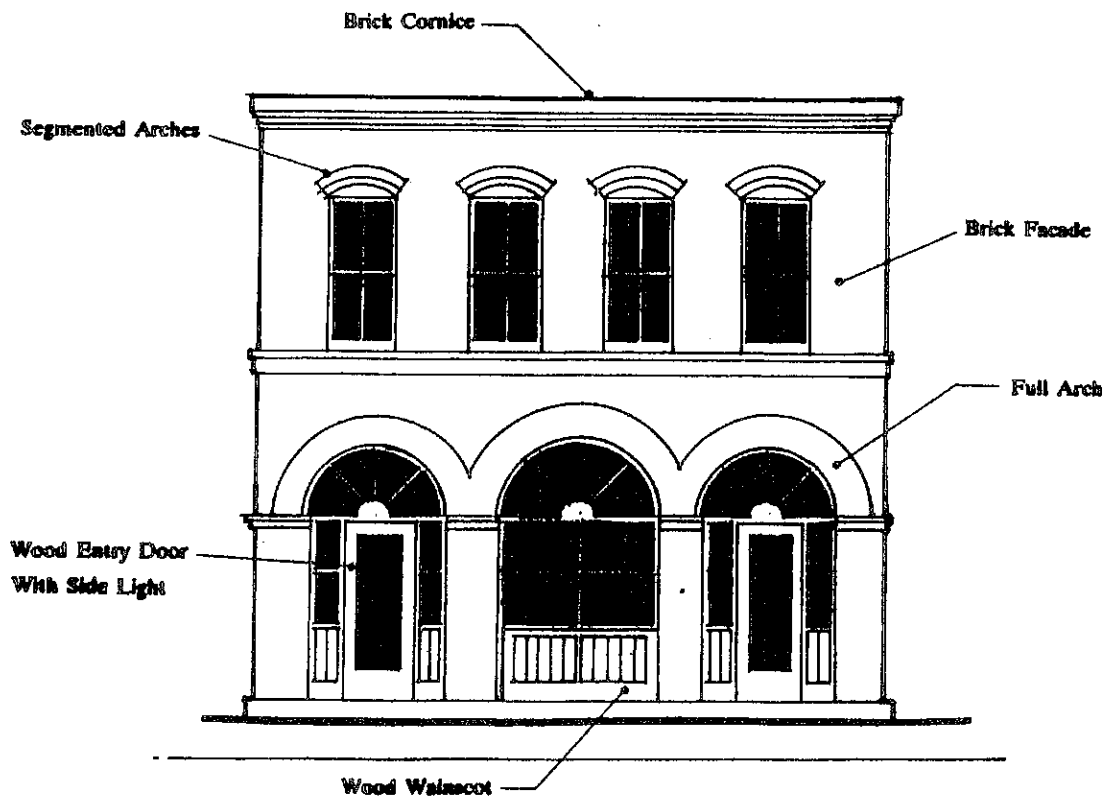 Brick Cornice
Segmented Arches
Brick Facade
Full Arch
Wood Entry Door
With Side Light
Wood Wainscot